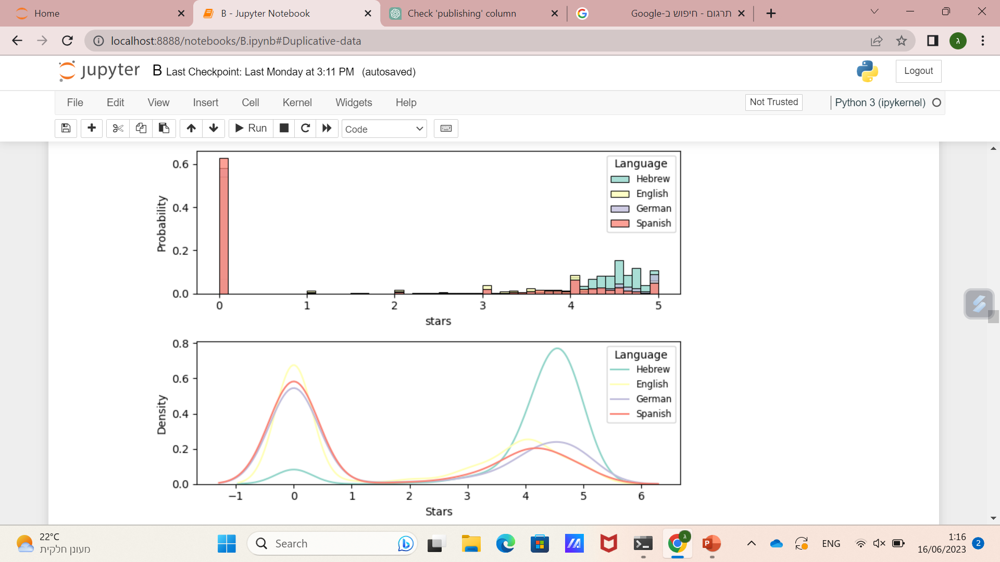 Home
B - Jupyter Notebook
Check 'publishing' column
תרגום - חיפוש ב-Google
localhost:8888/notebooks/B.ipynb#Duplicative-data
ג
jupyter B Last Checkpoint: Last Monday at 3:11 PM (autosaved)
Logout
File Edit View Insert Cell Kernel Widgets Help
Not Trusted
Python 3 (ipykernel)
Run
Code
0.6
0.4
0.2
0.0
Probability
0 1 2 3 4 5
stars
Language
Hebrew
English
German
Spanish
0.8
0.6
0.4
0.2
0.0
Density
−1 0 1 2 3 4 5 6
Stars
Language
Hebrew
English
German
Spanish
22°C
מעונן חלקית
Search
ג
P
ENG
1:16
16/06/2023
2